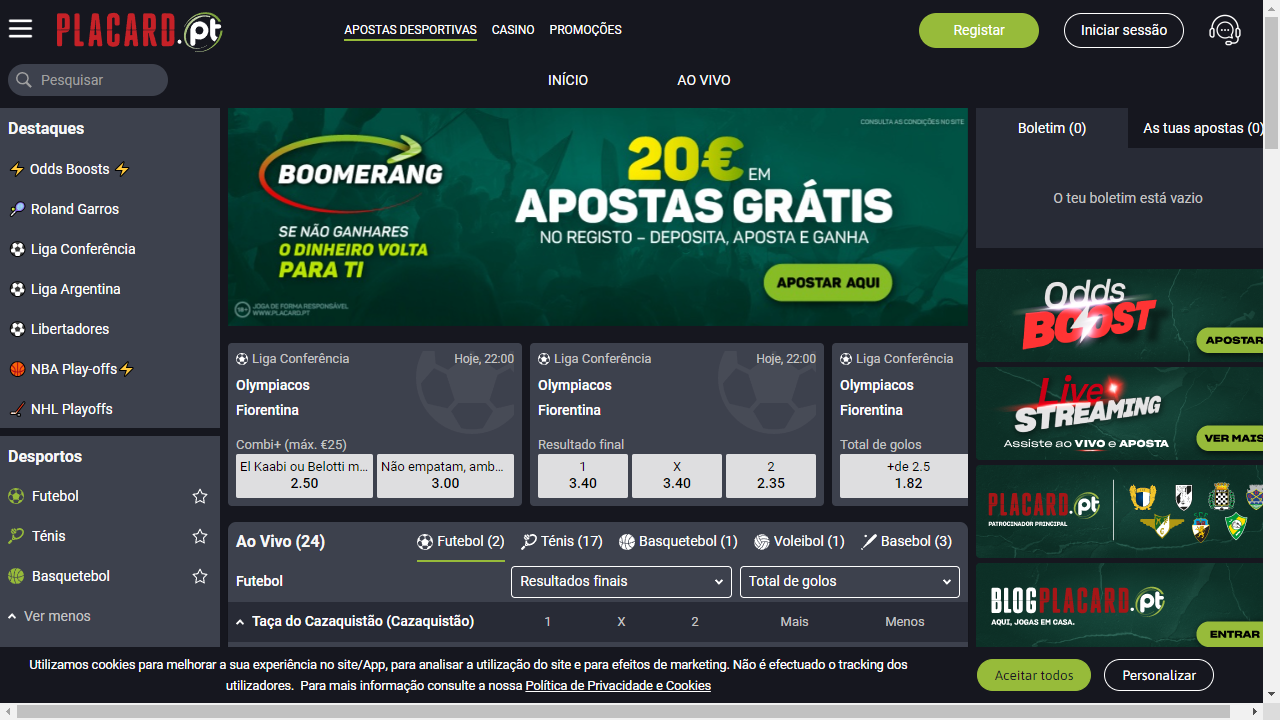 PLACARD.pt
APOSTAS DESPORTIVAS CASINO PROMOÇÕES
Registar
Iniciar sessão
Pesquisar
INÍCIO AO VIVO
Destaques
Odds Boosts
Roland Garros
Liga Conferência
Liga Argentina
Libertadores
NBA Play-offs
NHL Playoffs
Desportos
Futebol
Ténis
Basquetebol
Ver menos
CONSULTA AS CONDIÇÕES NO SITE
BOOMERANG
SE NÃO GANHARES
O DINHEIRO VOLTA
PARA TI
20€ EM
APOSTAS GRÁTIS
NO REGISTO – DEPOSITA, APOSTA E GANHA
APOSTAR AQUI
18+ JOGA DE FORMA RESPONSÁVEL
WWW.PLACARD.PT
Liga Conferência Hoje, 22:00
Olympiacos
Fiorentina
Combi+ (máx. €25)
El Kaabi ou Belotti m... Não empatam, amb...
2.50 3.00
Liga Conferência Hoje, 22:00
Olympiacos
Fiorentina
Resultado final
1 X 2
3.40 3.40 2.35
Liga Conferência
Olympiacos
Fiorentina
Total de golos
+de 2.5
1.82
Ao Vivo (24) Futebol (2) Ténis (17) Basquetebol (1) Voleibol (1) Basebol (3)
Futebol Resultados finais Total de golos
Taça do Cazaquistão (Cazaquistão) 1 X 2 Mais Menos
Boletim (0) As tuas apostas (0)
O teu boletim está vazio
Odds
BOOST
APOSTAR
Live
STREAMING
Assiste ao VIVO e APOSTA
VER MAIS
PLACARD.pt
PATROCINADOR PRINCIPAL
BLOGPLACARD.pt
AQUI, JOGAS EM CASA.
ENTRAR
Utilizamos cookies para melhorar a sua experiência no site/App, para analisar a utilização do site e para efeitos de marketing. Não é efectuado o tracking dos
utilizadores. Para mais informação consulte a nossa Política de Privacidade e Cookies
Aceitar todos
Personalizar